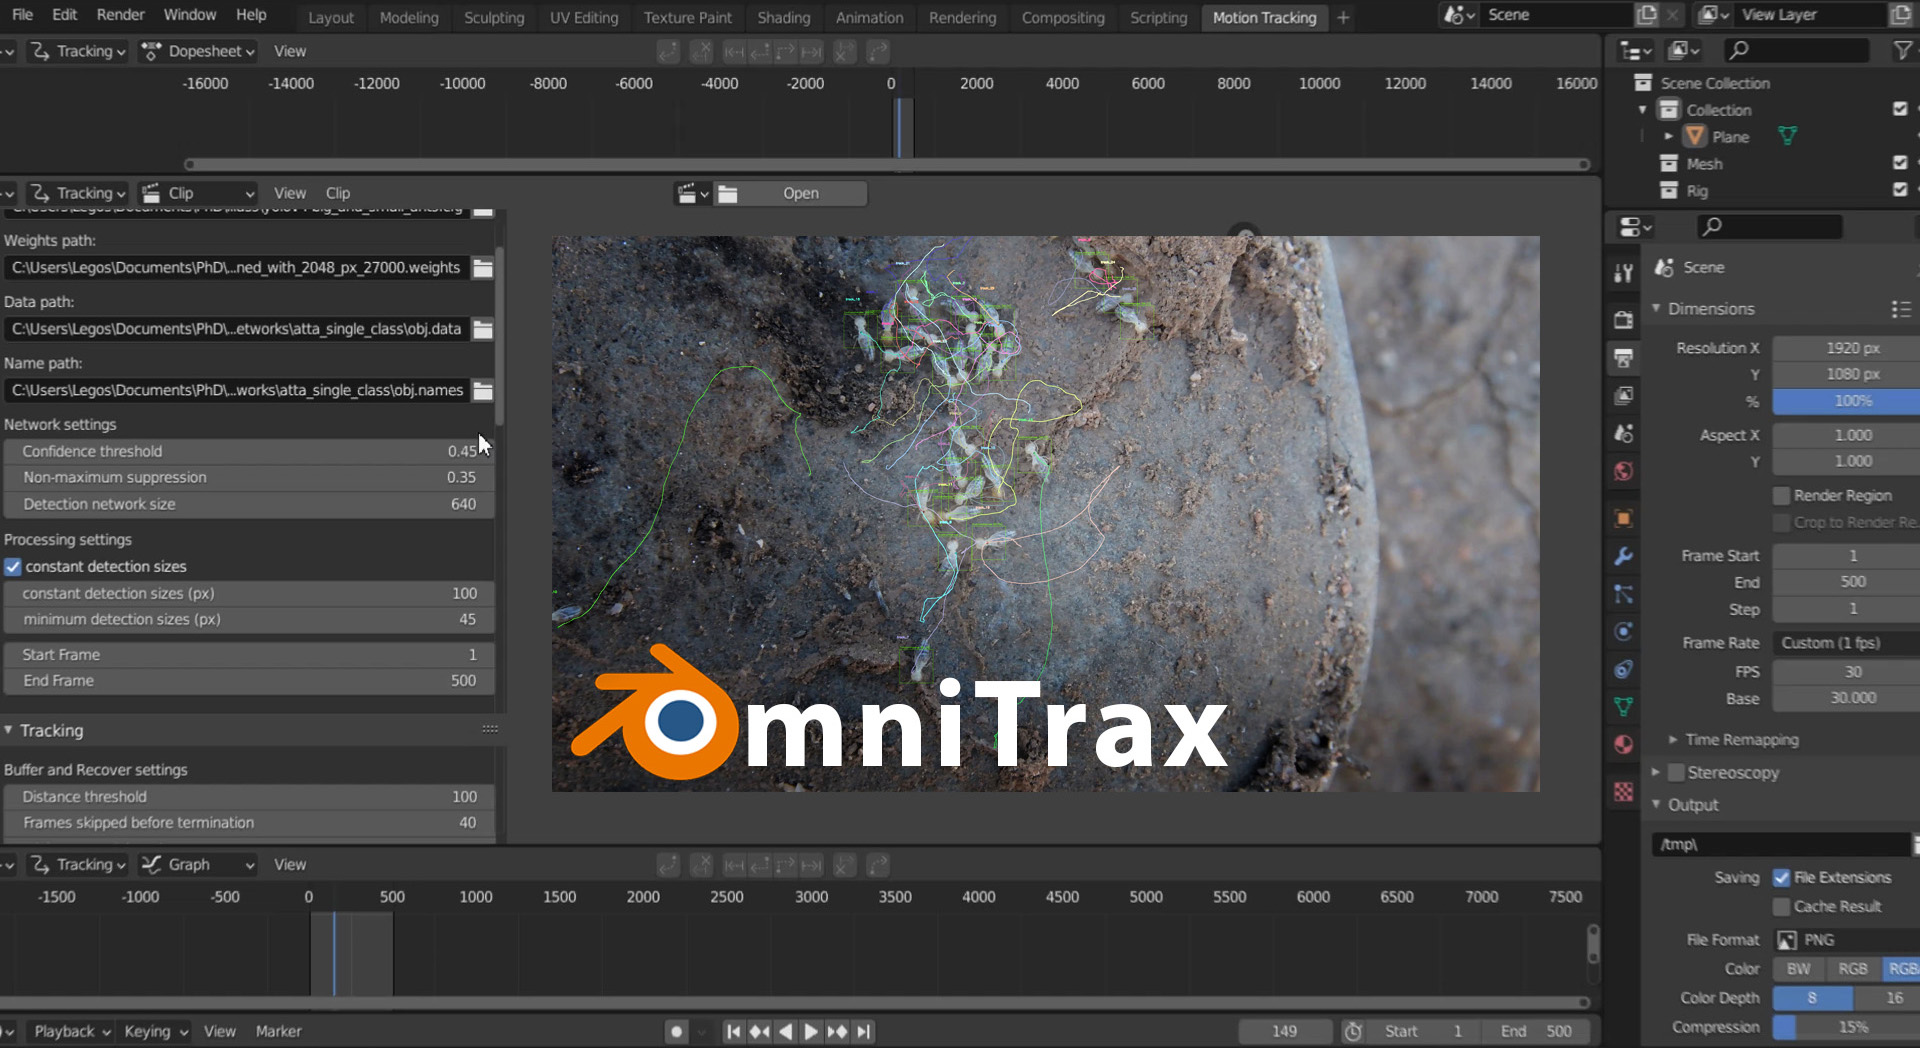 File Edit Render Window Help Layout Modeling Sculpting UV Editing Texture Paint Shading Animation Rendering Compositing Scripting Motion Tracking + Scene View Layer
Tracking Dopesheet View
-16000 -14000 -12000 -10000 -8000 -6000 -4000 -2000 0 2000 4000 6000 8000 10000 12000 14000 16000
Scene Collection
Collection
Plane
Mesh
Rig
Tracking Clip View Clip Open
Weights path:
C:\Users\Legos\Documents\PhD\...ned_with_2048_px_27000.weights
Data path:
C:\Users\Legos\Documents\PhD\...etworks\atta_single_class\obj.data
Name path:
C:\Users\Legos\Documents\PhD\...works\atta_single_class\obj.names
Network settings
Confidence threshold 0.45
Non-maximum suppression 0.35
Detection network size 640
Processing settings
constant detection sizes
constant detection sizes (px) 100
minimum detection sizes (px) 45
Start Frame 1
End Frame 500
Tracking
Buffer and Recover settings
Distance threshold 100
Frames skipped before termination 40
mniTrax
Scene
Dimensions
Resolution X 1920 px
Y 1080 px
% 100%
Aspect X 1.000
Y 1.000
Render Region
Crop to Render Re..
Frame Start 1
End 500
Step 1
Frame Rate Custom (1 fps)
FPS 30
Base 30.000
Time Remapping
Stereoscopy
Output
/tmp\
Saving File Extensions
Cache Result
File Format PNG
Color BW RGB RGB
Color Depth 8 16
Compression 15%
Tracking Graph View
-1500 -1000 -500 0 500 1000 1500 2000 2500 3000 3500 4000 4500 5000 5500 6000 6500 7000 7500
Playback Keying View Marker 149 Start 1 End 500